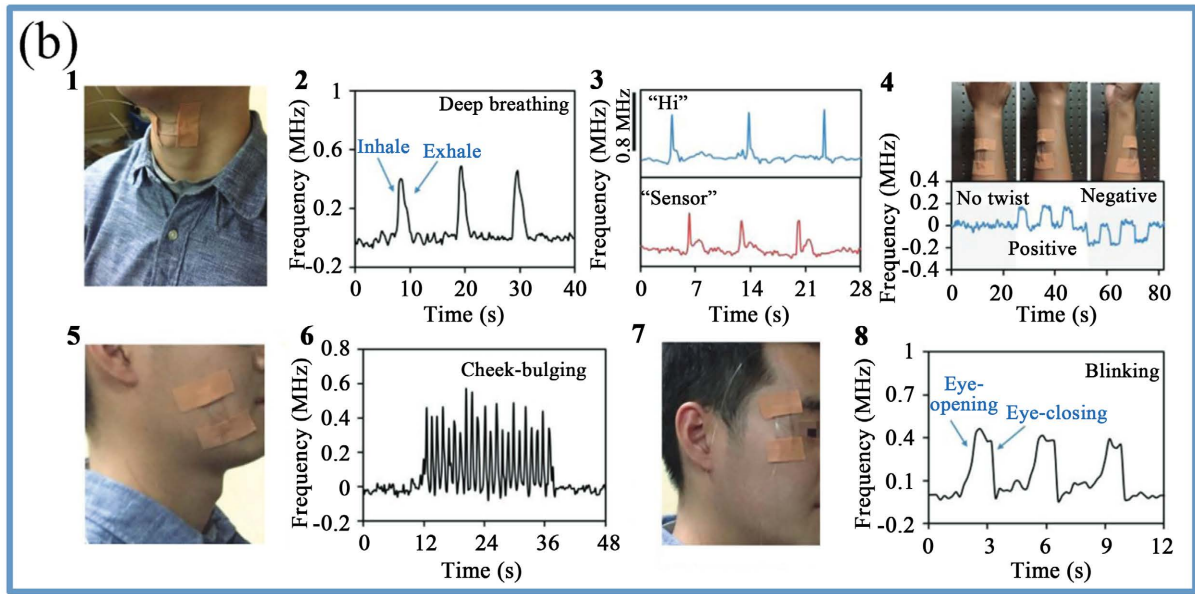 (b)
1
2
1
Deep breathing
Frequency (MHz)
0.6
Inhale
Exhale
0.2
-0.2
0
10
20
30
40
Time (s)
3
0.8 MHz
Frequency (MHz)
“Hi”
“Sensor”
0
7
14
21
28
Time (s)
4
Frequency (MHz)
0.4
No twist
Negative
0.2
0
-0.2
Positive
-0.4
0
20
40
60
80
Time (s)
5
6
0.8
Cheek-bulging
Frequency (MHz)
0.6
0.4
0.2
0
-0.2
0
12
24
36
48
Time (s)
7
8
1
Blinking
Frequency (MHz)
0.7
Eye-
opening
Eye-closing
0.4
0.1
-0.2
0
3
6
9
12
Time (s)